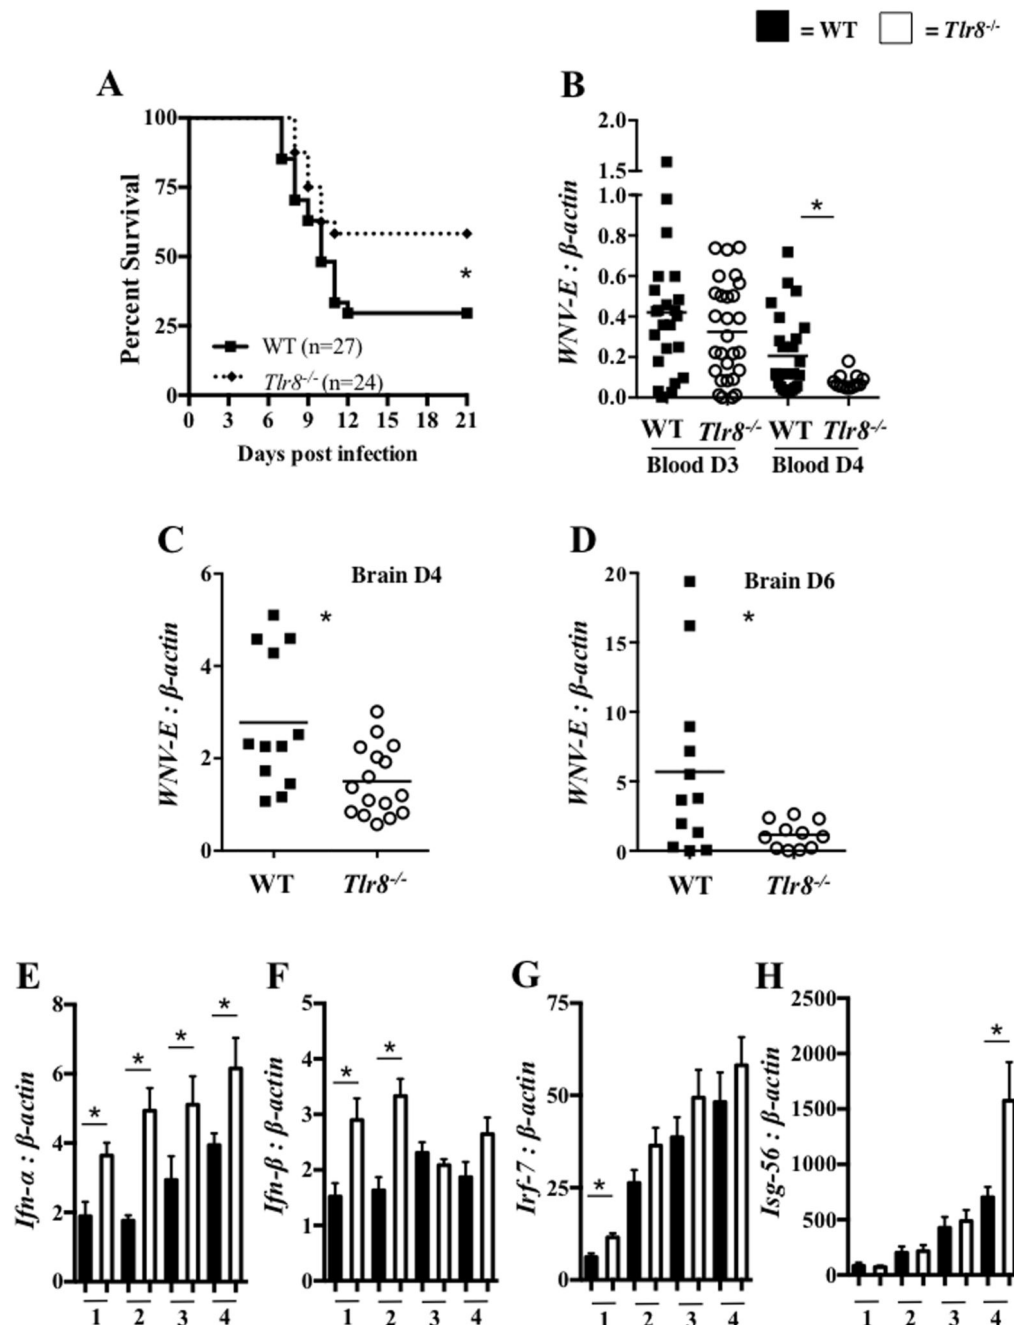 = WT = Tlr8-/-
A
100
75
50
25
0
Percent Survival
WT (n=27)
Tlr8-/- (n=24)
*
0 3 6 9 12 15 18 21
Days post infection
B
2.0
1.5
1.0
0.8
0.6
0.4
0.2
0.0
WNV-E : β-actin
*
WT Tlr8-/- WT Tlr8-/-
Blood D3 Blood D4
C
Brain D4
6
4
2
0
WNV-E : β-actin
*
WT Tlr8-/-
D
Brain D6
20
15
10
5
0
WNV-E : β-actin
*
WT Tlr8-/-
E
8
6
4
2
0
Ifn-α : β-actin
* * * *
1 2 3 4
F
5
4
3
2
1
0
Ifn-β : β-actin
* *
1 2 3 4
G
75
50
25
0
Irf-7 : β-actin
*
1 2 3 4
H
2500
2000
1500
1000
500
0
Isg-56 : β-actin
*
1 2 3 4